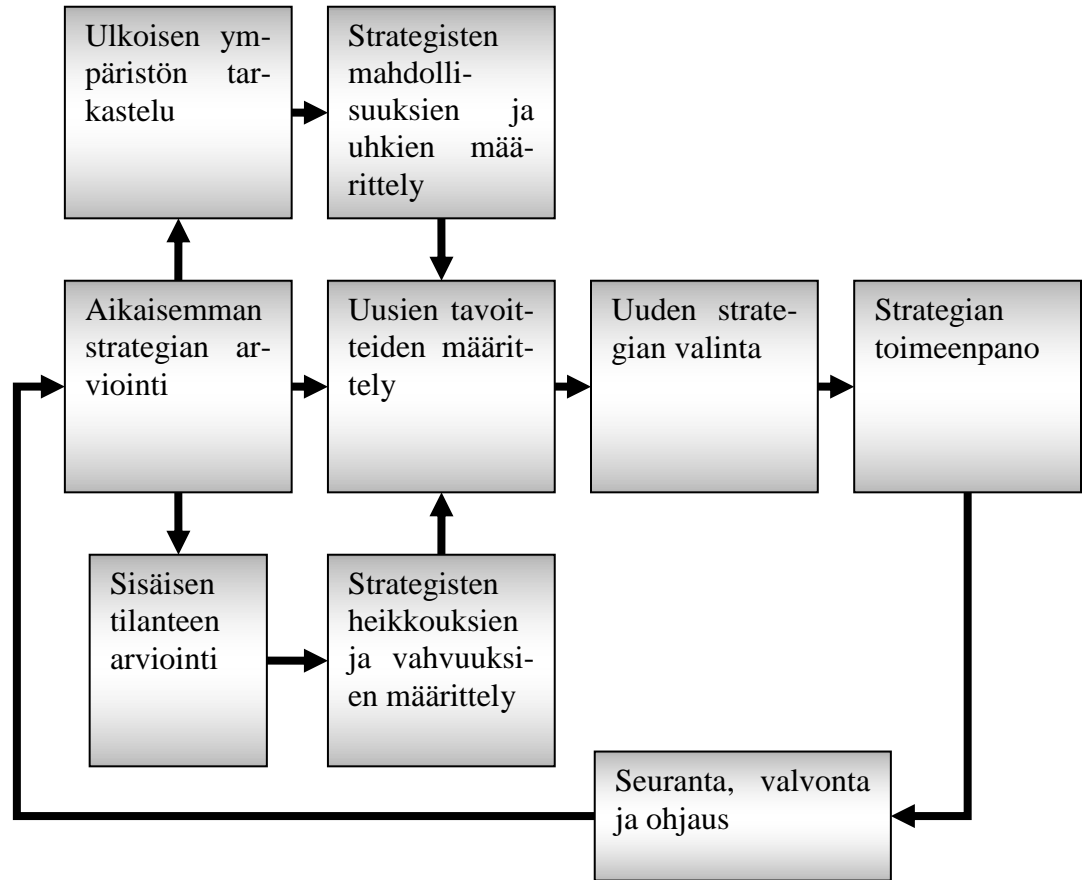 Ulkoisen ym-
päristön tar-
kastelu
Strategisten
mahdolli-
suuksien ja
uhkien mää-
rittely
Aikaisemman
strategian ar-
viointi
Uusien tavoit-
teiden määrit-
tely
Uuden strate-
gian valinta
Strategian
toimeenpano
Sisäisen
tilanteen
arviointi
Strategisten
heikkouksien
ja vahvuuksi-
en määrittely
Seuranta, valvonta
ja ohjaus